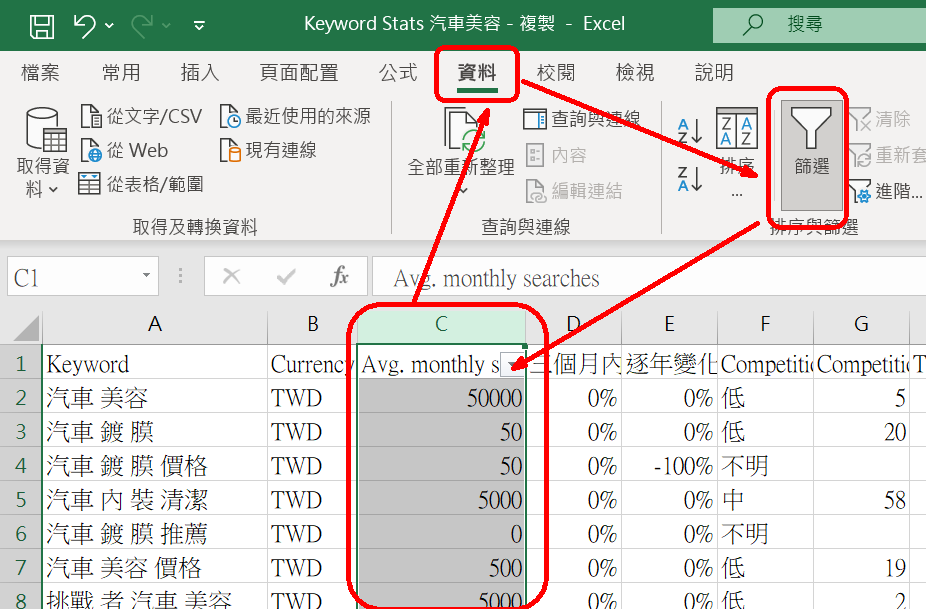 Keyword Stats 汽車美容 - 複製 - Excel
搜尋
檔案 常用 插入 頁面配置 公式 資料 校閱 檢視 說明
從文字/CSV 最近使用的來源
從 Web 現有連線
從表格/範圍
取得資
料
取得及轉換資料
全部重新整理
查詢與連線
內容
編輯連結
查詢與連線
排序
...
篩選
清除
重新套
進階...
排序與篩選
C1 fx Avg. monthly searches
A B C D E F G
1 Keyword Currency Avg. monthly s 三個月內 逐年變化 Competitic Competitic T
2 汽車 美容 TWD 50000 0% 0% 低 5
3 汽車 鍍 膜 TWD 50 0% 0% 低 20
4 汽車 鍍 膜 價格 TWD 50 0% -100% 不明
5 汽車 內 裝 清潔 TWD 5000 0% 0% 中 58
6 汽車 鍍 膜 推薦 TWD 0 0% 0% 不明
7 汽車 美容 價格 TWD 500 0% 0% 低 19
8 挑戰 者 汽車 美容 TWD 5000 0% 0% 低 2